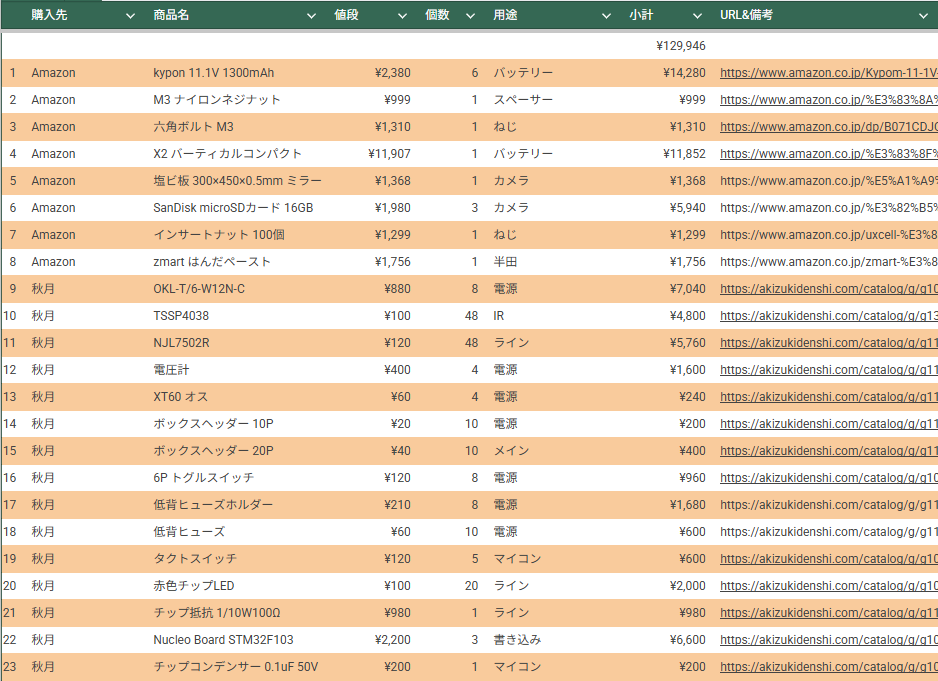 購入先 商品名 値段 個数 用途 小計 URL&備考
¥129,946
1 Amazon kypon 11.1V 1300mAh ¥2,380 6 バッテリー ¥14,280 https://www.amazon.co.jp/Kypom-11-1V-
2 Amazon M3 ナイロンネジナット ¥999 1 スペーサー ¥999 https://www.amazon.co.jp/%E3%83%8A%
3 Amazon 六角ボルト M3 ¥1,310 1 ねじ ¥1,310 https://www.amazon.co.jp/dp/B071CDJG
4 Amazon X2 バーティカルコンパクト ¥11,907 1 バッテリー ¥11,852 https://www.amazon.co.jp/%E3%83%8F%
5 Amazon 塩ビ板 300×450×0.5mm ミラー ¥1,368 1 カメラ ¥1,368 https://www.amazon.co.jp/%E5%A1%A9%
6 Amazon SanDisk microSDカード 16GB ¥1,980 3 カメラ ¥5,940 https://www.amazon.co.jp/%E3%82%B5%
7 Amazon インサートナット 100個 ¥1,299 1 ねじ ¥1,299 https://www.amazon.co.jp/uxcell-%E3%8
8 Amazon zmart はんだペースト ¥1,756 1 半田 ¥1,756 https://www.amazon.co.jp/zmart-%E3%8
9 秋月 OKL-T/6-W12N-C ¥880 8 電源 ¥7,040 https://akizukidenshi.com/catalog/g/g10
10 秋月 TSSP4038 ¥100 48 IR ¥4,800 https://akizukidenshi.com/catalog/g/g13
11 秋月 NJL7502R ¥120 48 ライン ¥5,760 https://akizukidenshi.com/catalog/g/g11
12 秋月 電圧計 ¥400 4 電源 ¥1,600 https://akizukidenshi.com/catalog/g/g11
13 秋月 XT60 オス ¥60 4 電源 ¥240 https://akizukidenshi.com/catalog/g/g11
14 秋月 ボックスヘッダー 10P ¥20 10 電源 ¥200 https://akizukidenshi.com/catalog/g/g11
15 秋月 ボックスヘッダー 20P ¥40 10 メイン ¥400 https://akizukidenshi.com/catalog/g/g11
16 秋月 6P トグルスイッチ ¥120 8 電源 ¥960 https://akizukidenshi.com/catalog/g/g10
17 秋月 低背ヒューズホルダー ¥210 8 電源 ¥1,680 https://akizukidenshi.com/catalog/g/g11
18 秋月 低背ヒューズ ¥60 10 電源 ¥600 https://akizukidenshi.com/catalog/g/g11
19 秋月 タクトスイッチ ¥120 5 マイコン ¥600 https://akizukidenshi.com/catalog/g/g10
20 秋月 赤色チップLED ¥100 20 ライン ¥2,000 https://akizukidenshi.com/catalog/g/g10
21 秋月 チップ抵抗 1/10W100Ω ¥980 1 ライン ¥980 https://akizukidenshi.com/catalog/g/g11
22 秋月 Nucleo Board STM32F103 ¥2,200 3 書き込み ¥6,600 https://akizukidenshi.com/catalog/g/g10
23 秋月 チップコンデンサー 0.1uF 50V ¥200 1 マイコン ¥200 https://akizukidenshi.com/catalog/g/g10